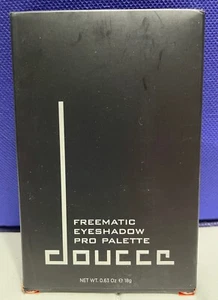 FREEMATIC
EYESHADOW
PRO PALETTE
doucce
NET WT. 0.63 Oz ℮ 18g